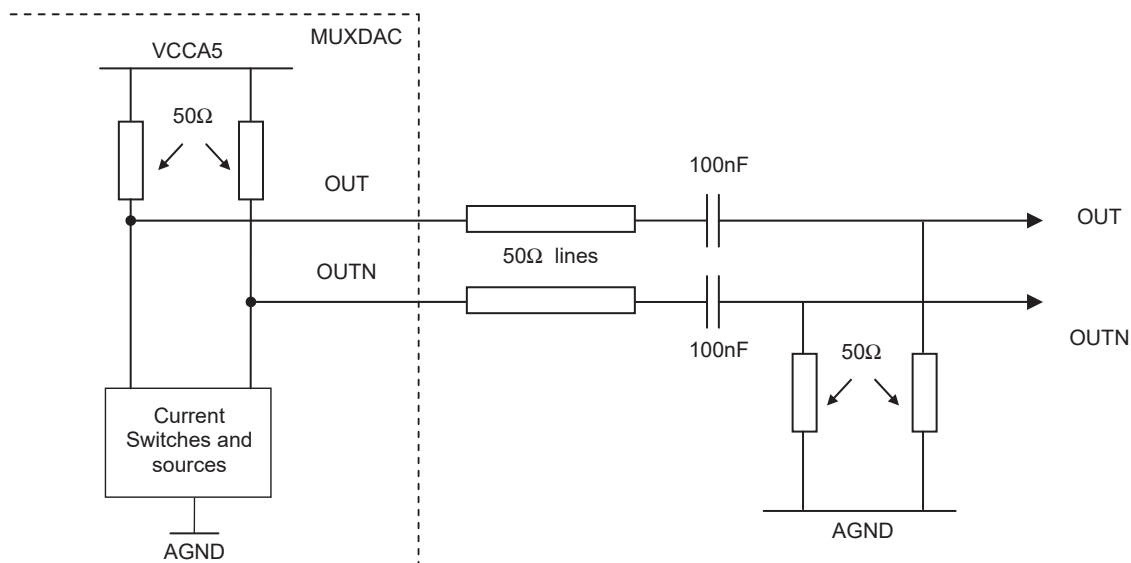 MUXDAC
VCCA5
50Ω
100nF
OUT
OUT
50Ω lines
OUTN
OUTN
100nF
50Ω
Current
Switches and
sources
AGND
AGND